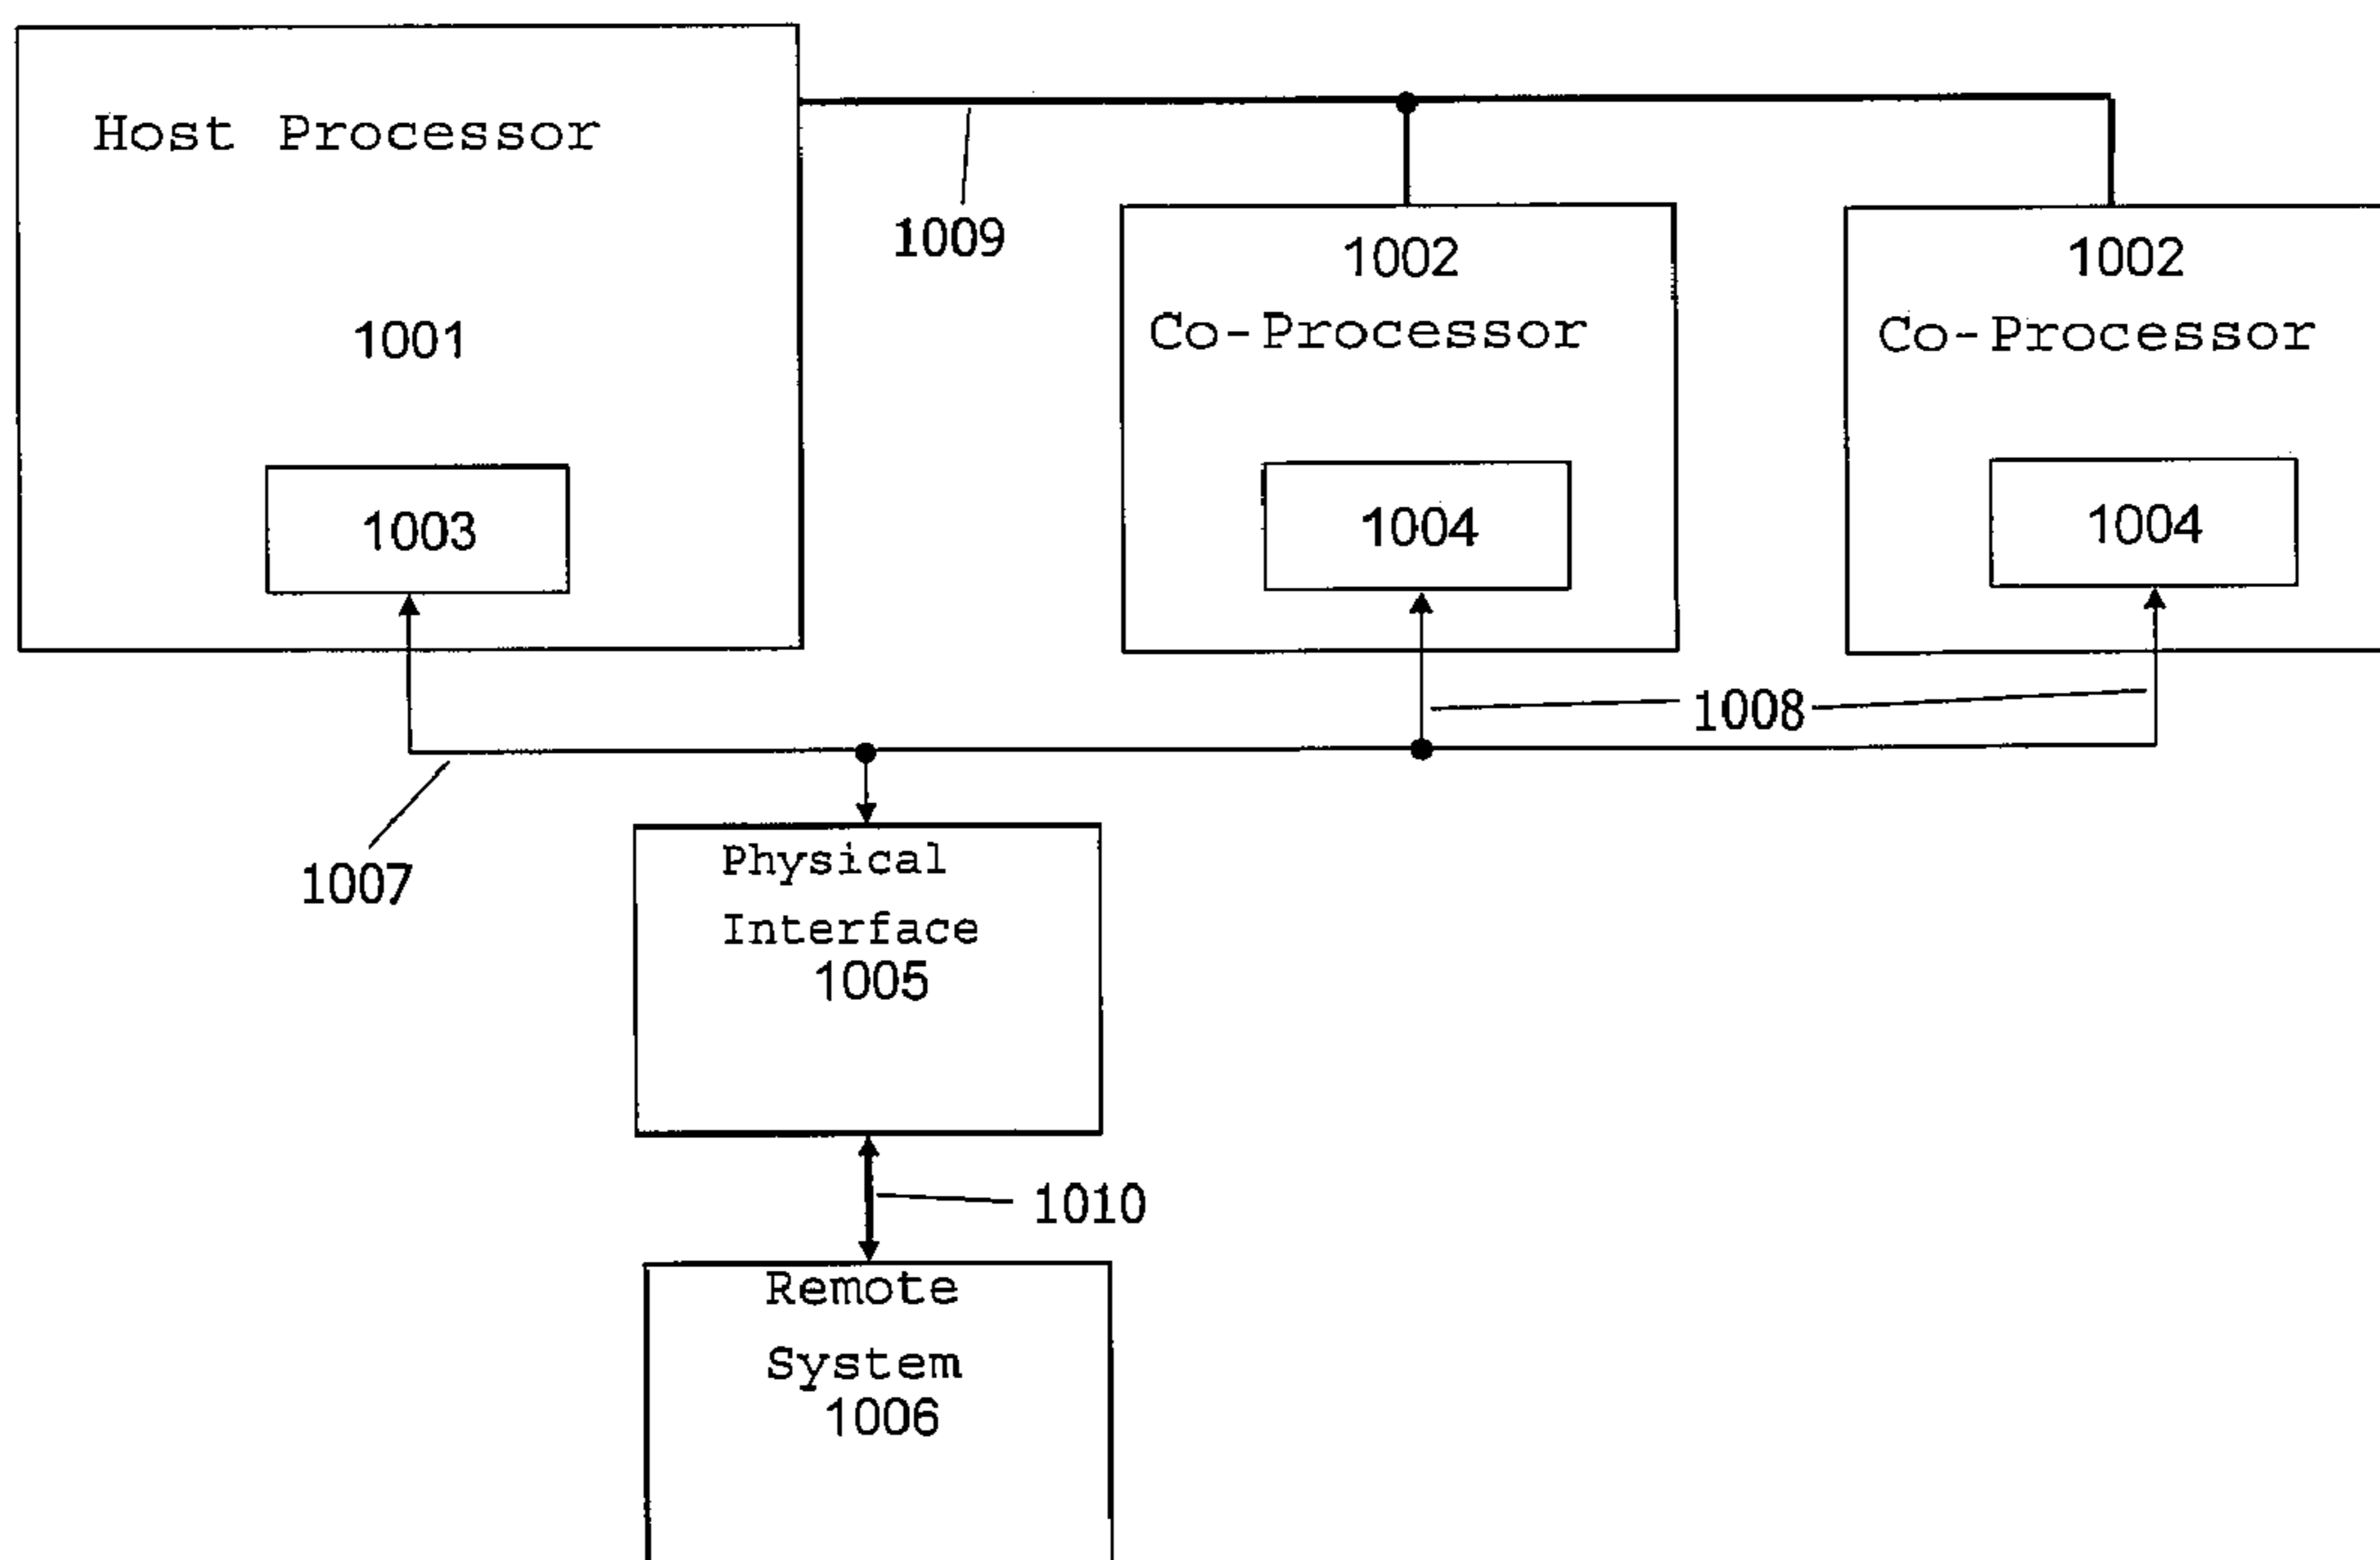 Host Processor
1001
1003
1009
1002
Co-Processor
1004
1002
Co-Processor
1004
1008
1007
Physical
Interface
1005
1010
Remote
System
1006